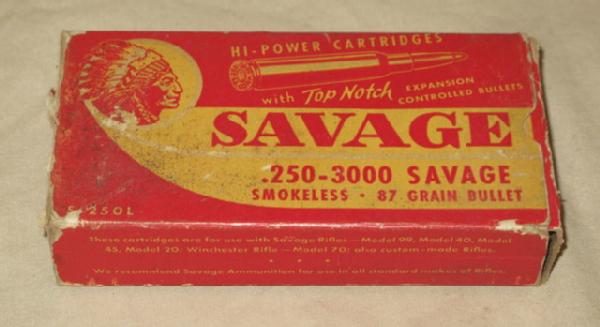 HI-POWER CARTRIDGES
with Top Notch EXPANSION CONTROLLED BULLETS
SAVAGE
.250-3000 SAVAGE
SMOKELESS • 87 GRAIN BULLET
S-250L
These cartridges are for use with Savage Rifles — Model 99, Model 40, Model
45, Model 20. Winchester Rifle — Model 70; also custom-made Rifles.
• • •
We recommend Savage Ammunition for use in all standard makes of Rifles.